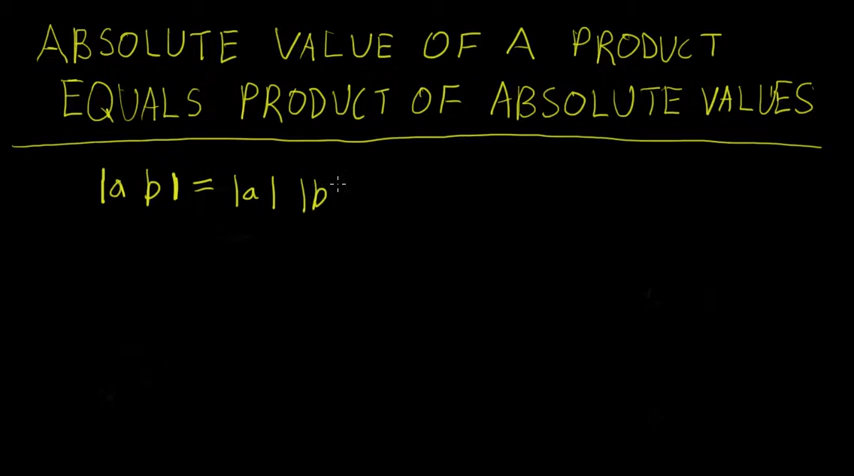 ABSOLUTE VALUE OF A PRODUCT
EQUALS PRODUCT OF ABSOLUTE VALUES
|a b| = |a| |b